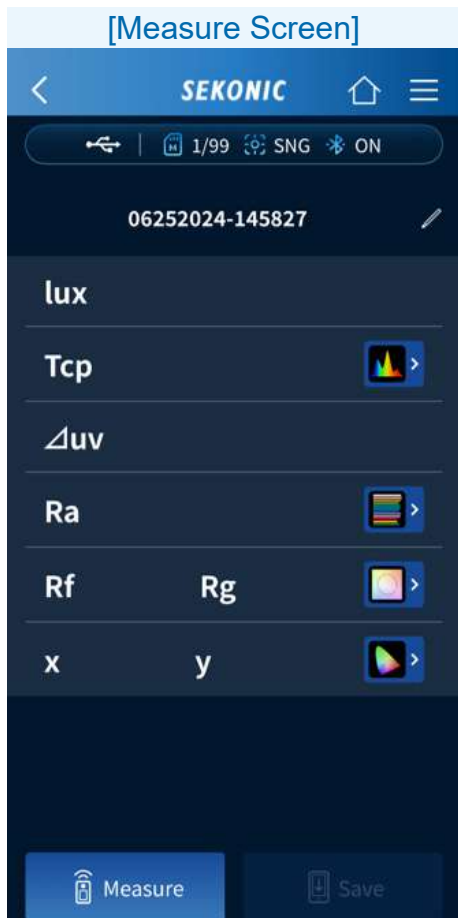 [Measure Screen]
SEKONIC
1/99 SNG ON
06252024-145827
lux
Tcp
⊿uv
Ra
Rf Rg
x y
Measure Save